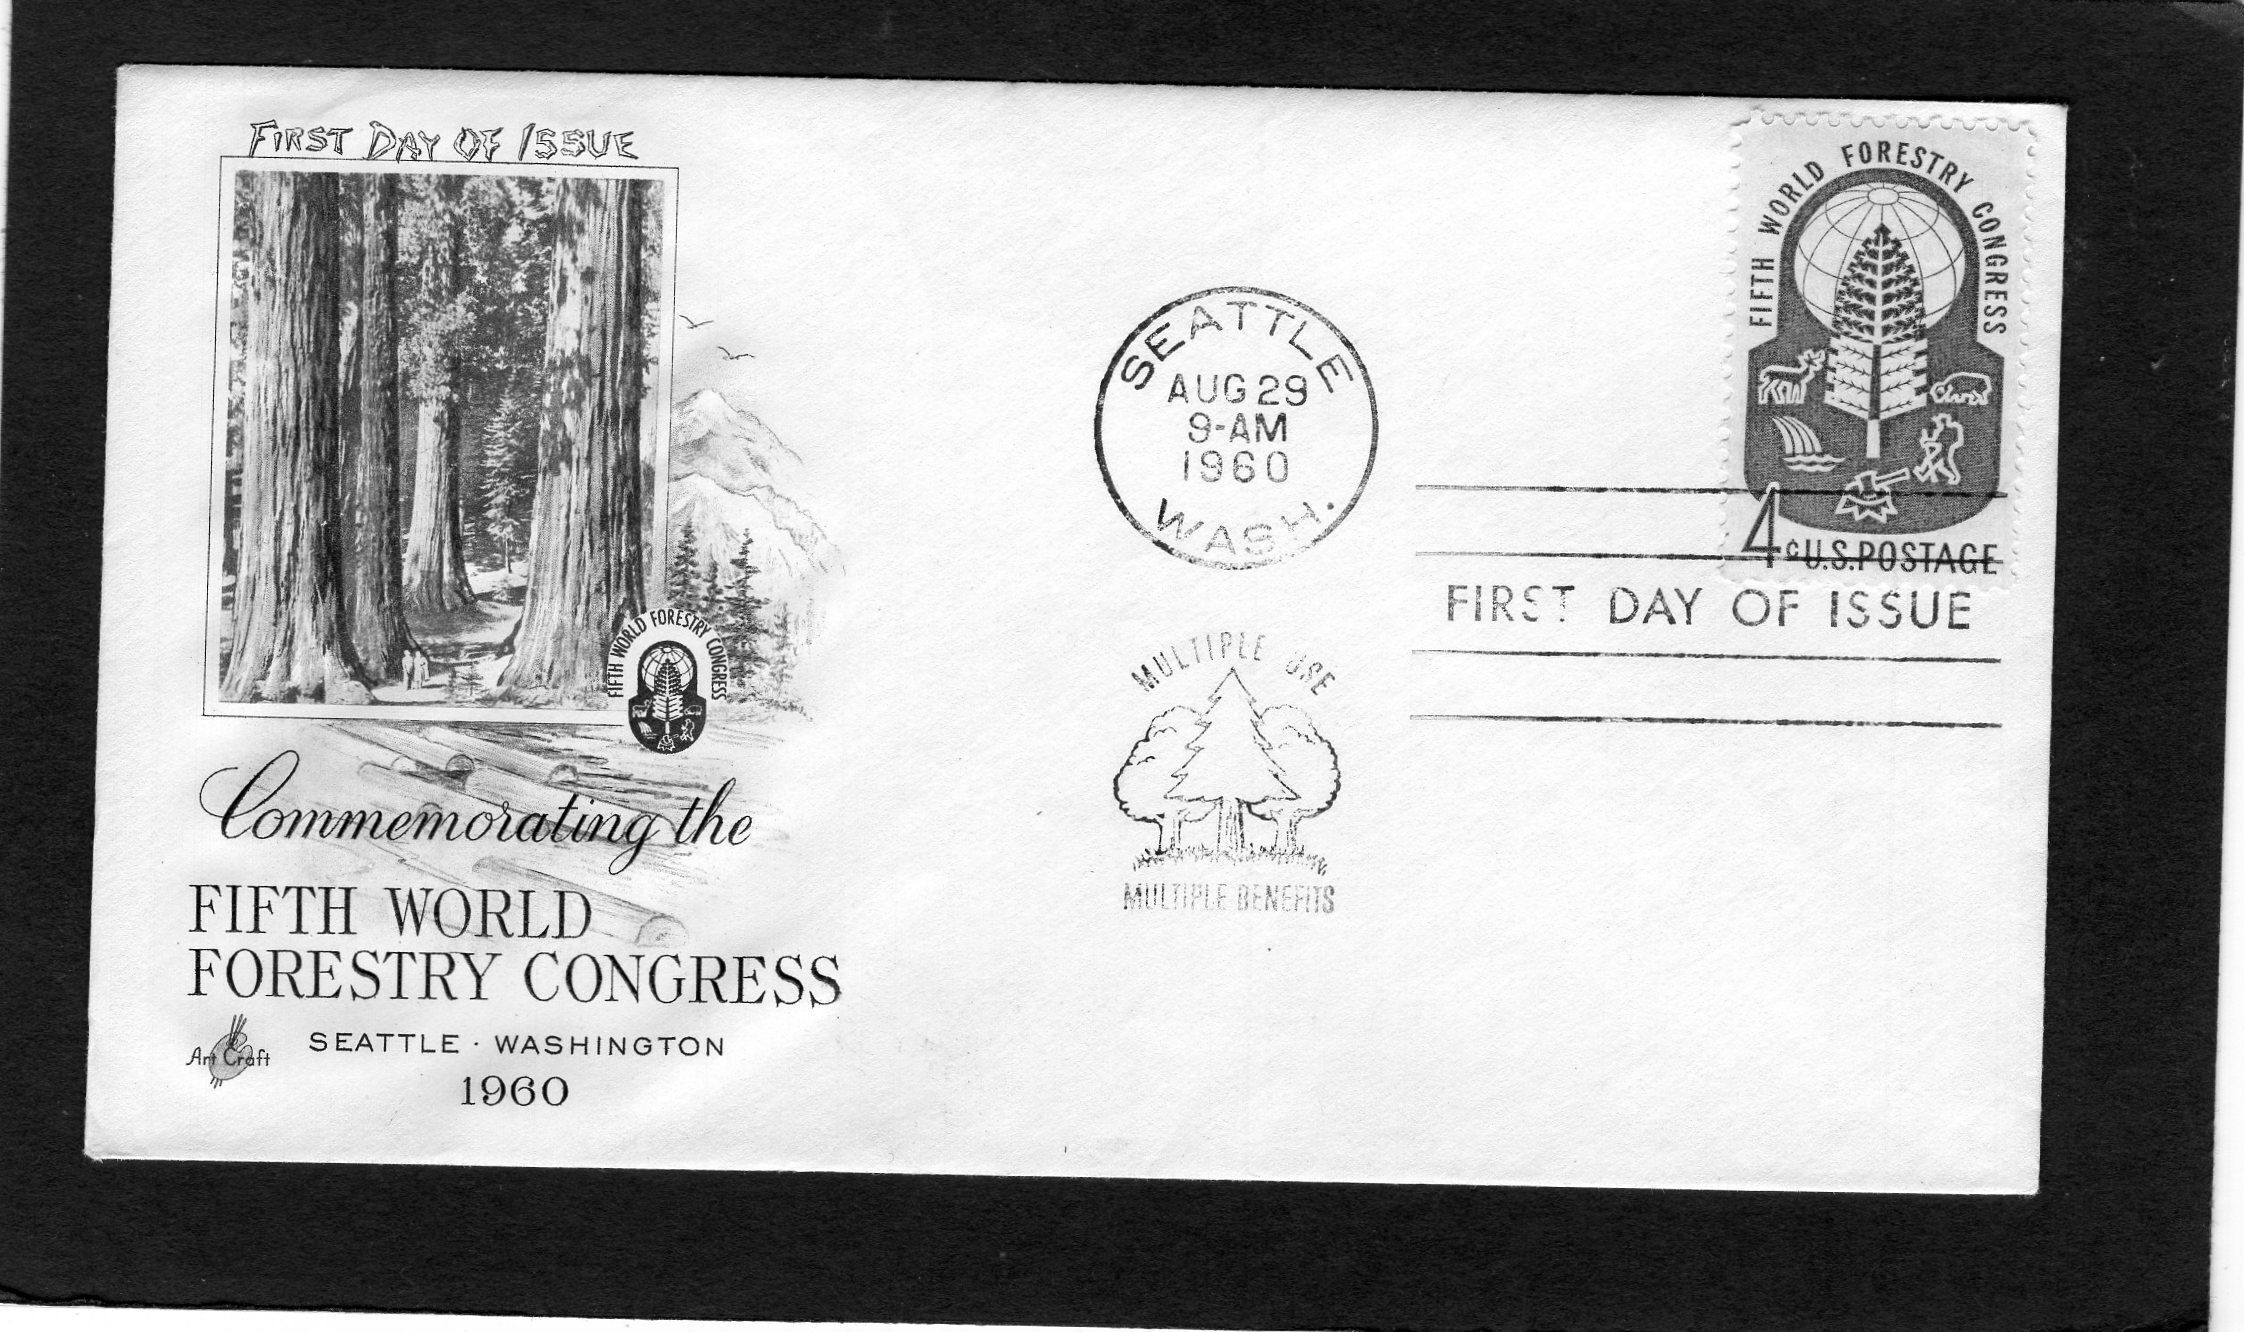 FIRST DAY OF ISSUE
FIFTH WORLD FORESTRY CONGRESS
Commemorating the
FIFTH WORLD
FORESTRY CONGRESS
Art Craft
SEATTLE · WASHINGTON
1960
SEATTLE
AUG 29
9-AM
1960
WASH.
MULTIPLE USE
MULTIPLE BENEFITS
FIFTH WORLD FORESTRY CONGRESS
4¢ U.S. POSTAGE
FIRST DAY OF ISSUE